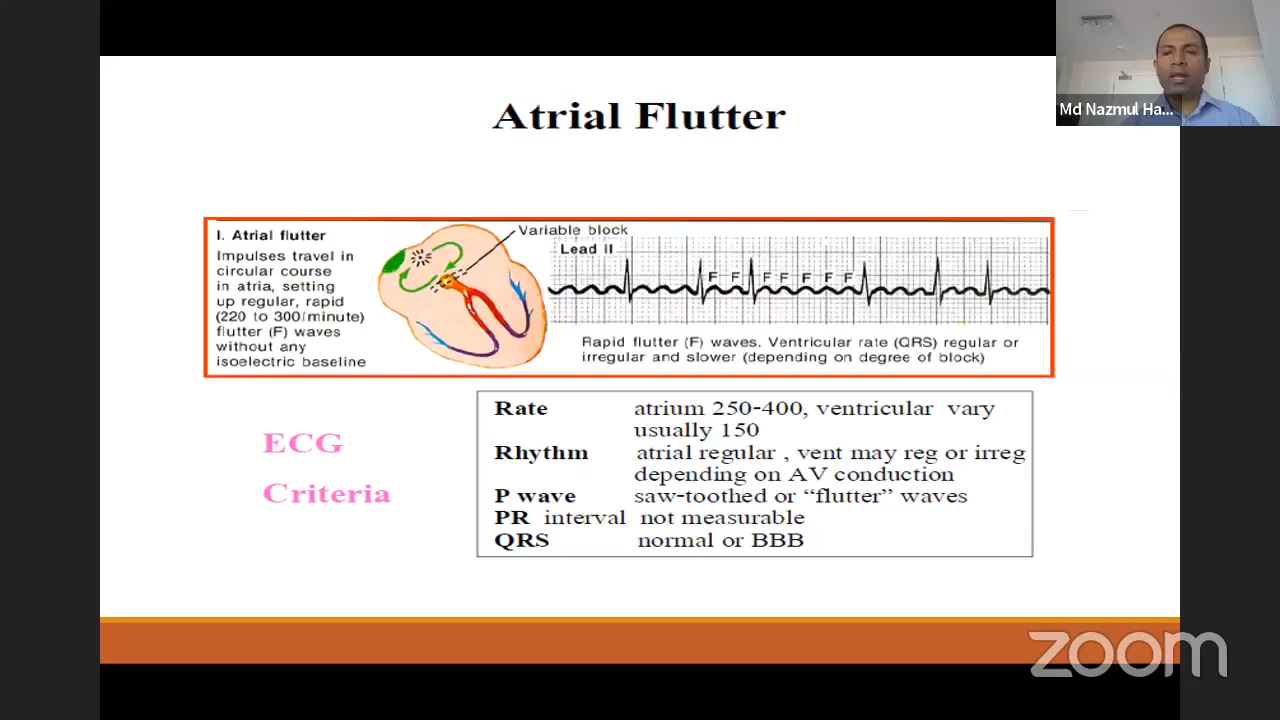 Md Nazmul Ha...
Atrial Flutter
I. Atrial flutter
Impulses travel in
circular course
in atria, setting
up regular, rapid
(220 to 300/minute)
flutter (F) waves
without any
isoelectric baseline
Variable block
Lead II
F F F F F F F
Rapid flutter (F) waves. Ventricular rate (QRS) regular or
irregular and slower (depending on degree of block)
ECG
Criteria
Rate atrium 250-400, ventricular vary
usually 150
Rhythm atrial regular , vent may reg or irreg
depending on AV conduction
P wave saw-toothed or “flutter” waves
PR interval not measurable
QRS normal or BBB
zoom